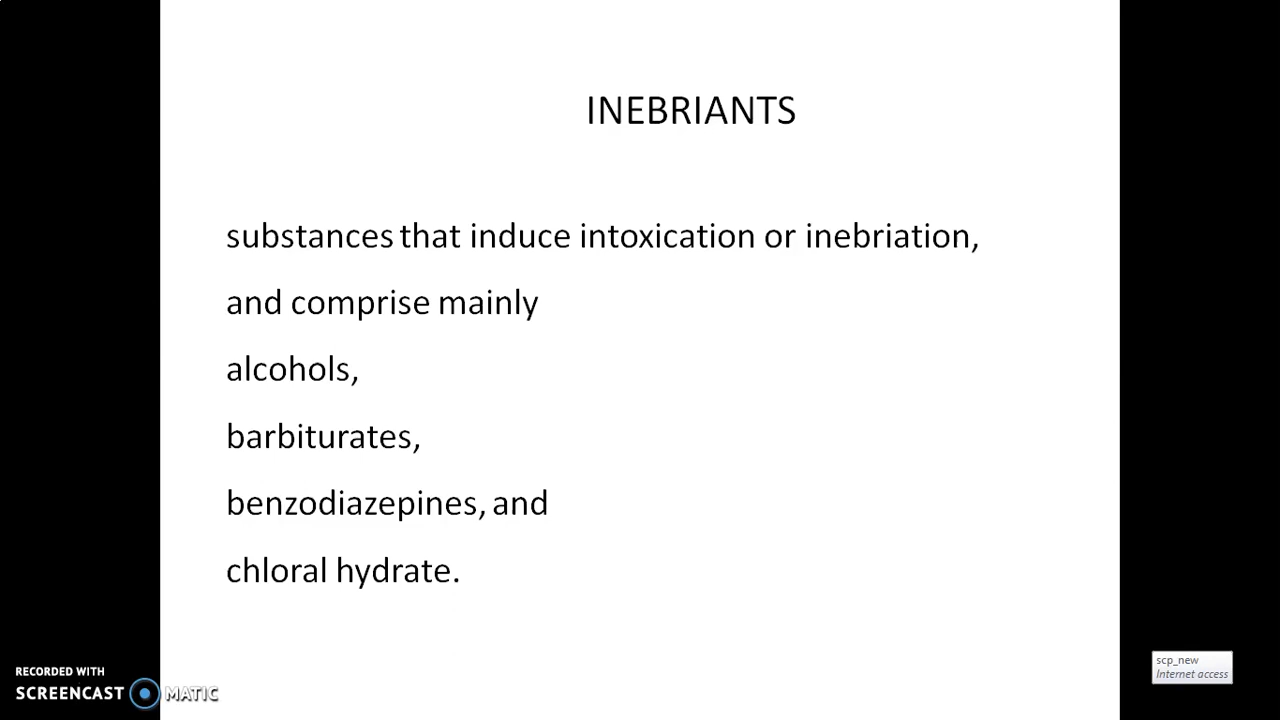 INEBRIANTS
substances that induce intoxication or inebriation,
and comprise mainly
alcohols,
barbiturates,
benzodiazepines, and
chloral hydrate.
RECORDED WITH
SCREENCAST MATIC
scp_new
Internet access